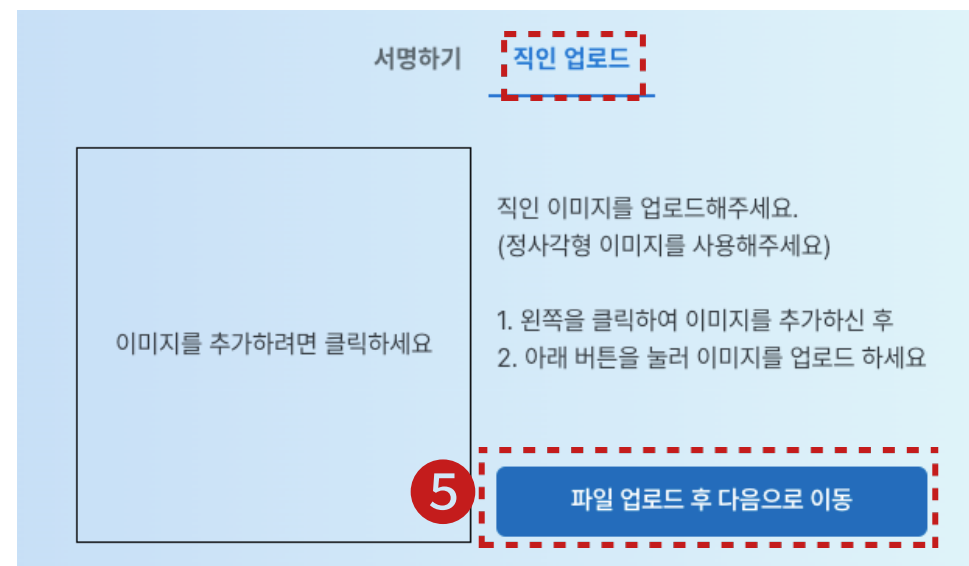 서명하기 직인 업로드
이미지를 추가하려면 클릭하세요
직인 이미지를 업로드해주세요.
(정사각형 이미지를 사용해주세요)
1. 왼쪽을 클릭하여 이미지를 추가하신 후
2. 아래 버튼을 눌러 이미지를 업로드 하세요
5
파일 업로드 후 다음으로 이동